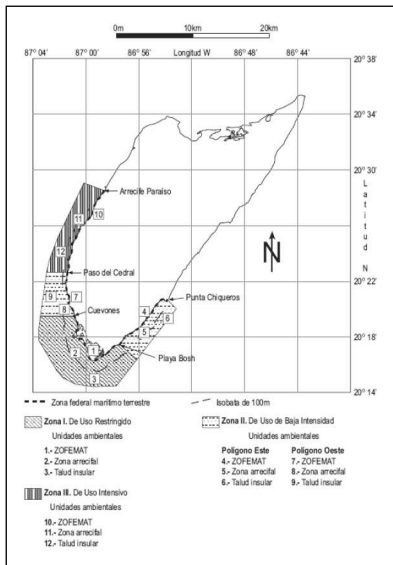 0m 10km 20km
87° 04' 87° 00' 86° 56' Longitud W 86° 48' 86° 44'
20° 38'
20° 34'
20° 30'
Arrecife Paraíso
10
11
Latitud N
12
Paso del Cedral
20° 22'
9 7
Punta Chiqueros
8 Cuevones
4
6
5
20° 18'
1
2
Playa Bosh
3
20° 14'
Zona federal marítimo terrestre Isobata de 100m
Zona I. De Uso Restringido
Unidades ambientales
1.- ZOFEMAT
2.- Zona arrecifal
3.- Talud insular
Zona II. De Uso de Baja Intensidad
Unidades ambientales
Polígono Este Polígono Oeste
4.- ZOFEMAT 7.- ZOFEMAT
5.- Zona arrecifal 8.- Zona arrecifal
6.- Talud insular 9.- Talud insular
Zona III. De Uso Intensivo
Unidades ambientales
10.- ZOFEMAT
11.- Zona arrecifal
12.- Talud insular